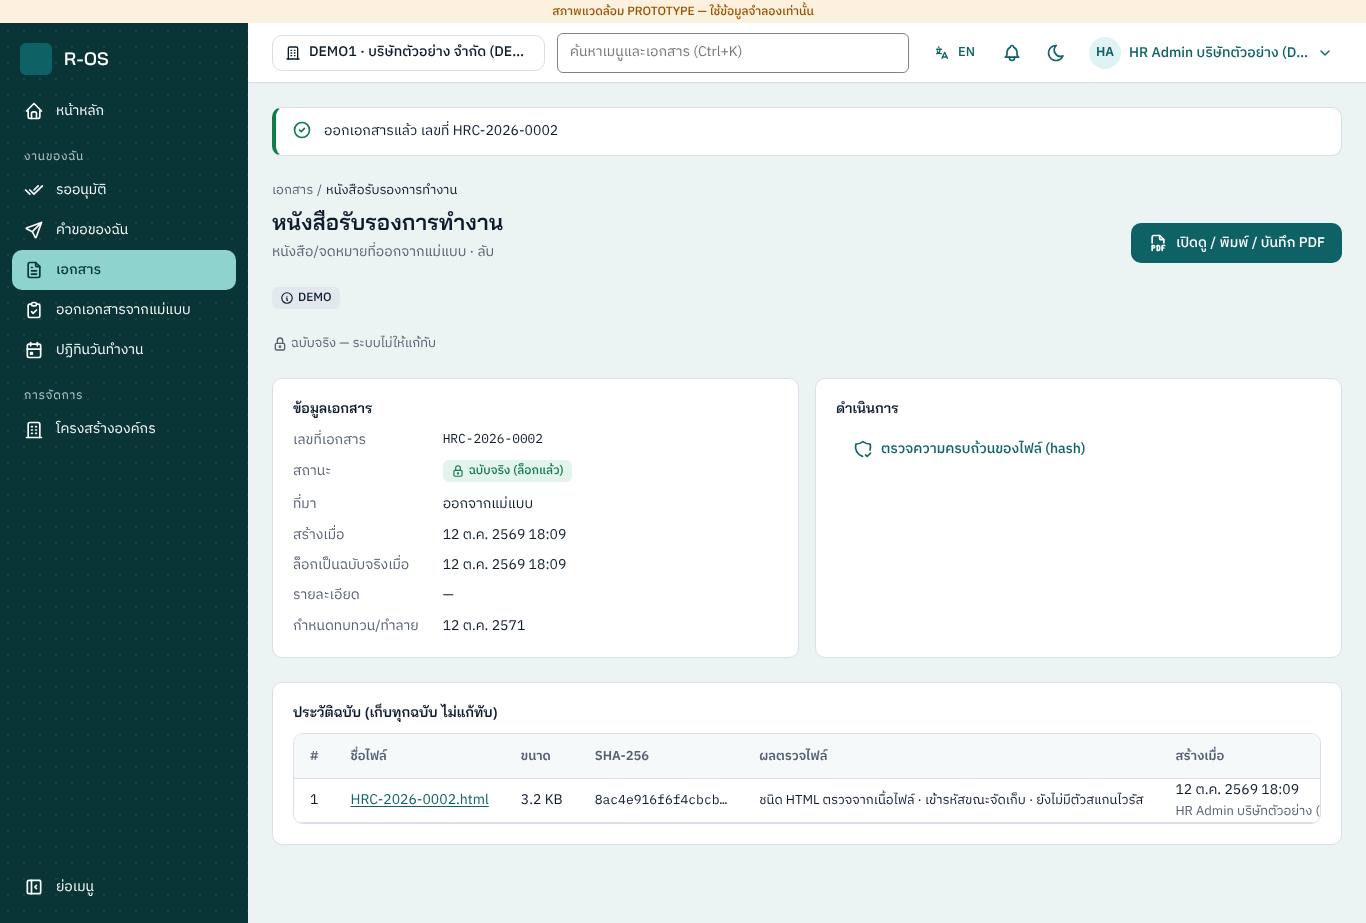 สภาพแวดล้อม PROTOTYPE — ใช้ข้อมูลจำลองเท่านั้น
R-OS
หน้าหลัก
งานของฉัน
รออนุมัติ
คำขอของฉัน
เอกสาร
ออกเอกสารจากแม่แบบ
ปฏิทินวันทำงาน
การจัดการ
โครงสร้างองค์กร
ย่อเมนู
DEMO1 · บริษัทตัวอย่าง จำกัด (DE...
ค้นหาเมนูและเอกสาร (Ctrl+K)
EN
HA
HR Admin บริษัทตัวอย่าง (D...
ออกเอกสารแล้ว เลขที่ HRC-2026-0002
เอกสาร / หนังสือรับรองการทำงาน
หนังสือรับรองการทำงาน
หนังสือ/จดหมายที่ออกจากแม่แบบ · ลับ
PDF เปิดดู / พิมพ์ / บันทึก PDF
DEMO
ฉบับจริง — ระบบไม่ให้แก้ทับ
ข้อมูลเอกสาร
เลขที่เอกสาร HRC-2026-0002
สถานะ ฉบับจริง (ล็อกแล้ว)
ที่มา ออกจากแม่แบบ
สร้างเมื่อ 12 ต.ค. 2569 18:09
ล็อกเป็นฉบับจริงเมื่อ 12 ต.ค. 2569 18:09
รายละเอียด —
กำหนดทบทวน/ทำลาย 12 ต.ค. 2571
ดำเนินการ
ตรวจความครบถ้วนของไฟล์ (hash)
ประวัติฉบับ (เก็บทุกฉบับ ไม่แก้ทับ)
# ชื่อไฟล์ ขนาด SHA-256 ผลตรวจไฟล์ สร้างเมื่อ
1 HRC-2026-0002.html 3.2 KB 8ac4e916f6f4cbcb… ชนิด HTML ตรวจจากเนื้อไฟล์ · เข้ารหัสขณะจัดเก็บ · ยังไม่มีตัวสแกนไวรัส 12 ต.ค. 2569 18:09
HR Admin บริษัทตัวอย่าง (